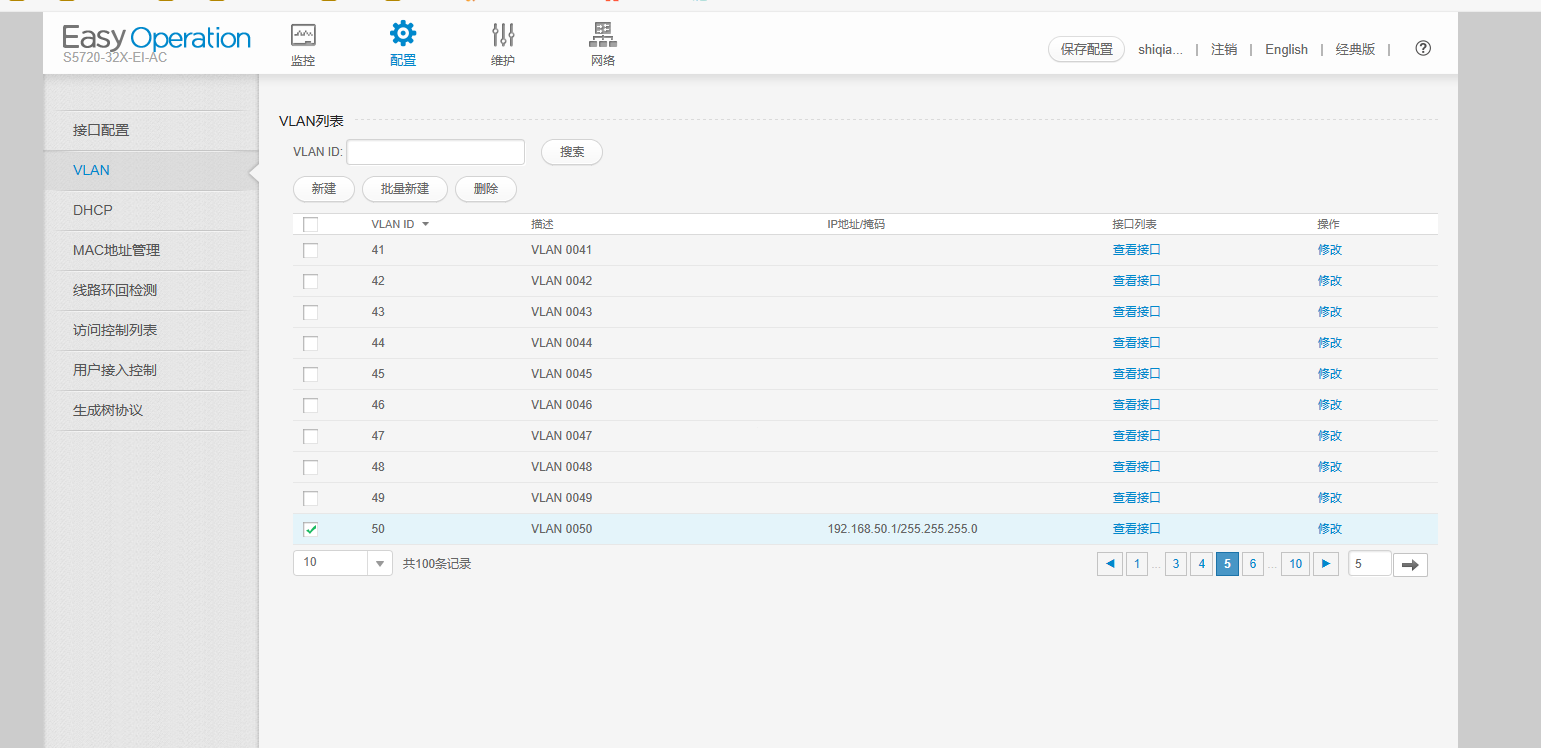 Easy Operation
S5720-32X-EI-AC
监控
配置
维护
网络
保存配置 shiqia... | 注销 | English | 经典版 |
接口配置
VLAN
DHCP
MAC地址管理
线路环回检测
访问控制列表
用户接入控制
生成树协议
VLAN列表
VLAN ID: 搜索
新建 批量新建 删除
VLAN ID 描述 IP地址/掩码 接口列表 操作
41 VLAN 0041 查看接口 修改
42 VLAN 0042 查看接口 修改
43 VLAN 0043 查看接口 修改
44 VLAN 0044 查看接口 修改
45 VLAN 0045 查看接口 修改
46 VLAN 0046 查看接口 修改
47 VLAN 0047 查看接口 修改
48 VLAN 0048 查看接口 修改
49 VLAN 0049 查看接口 修改
50 VLAN 0050 192.168.50.1/255.255.255.0 查看接口 修改
10 共100条记录 1 ... 3 4 5 6 ... 10 5